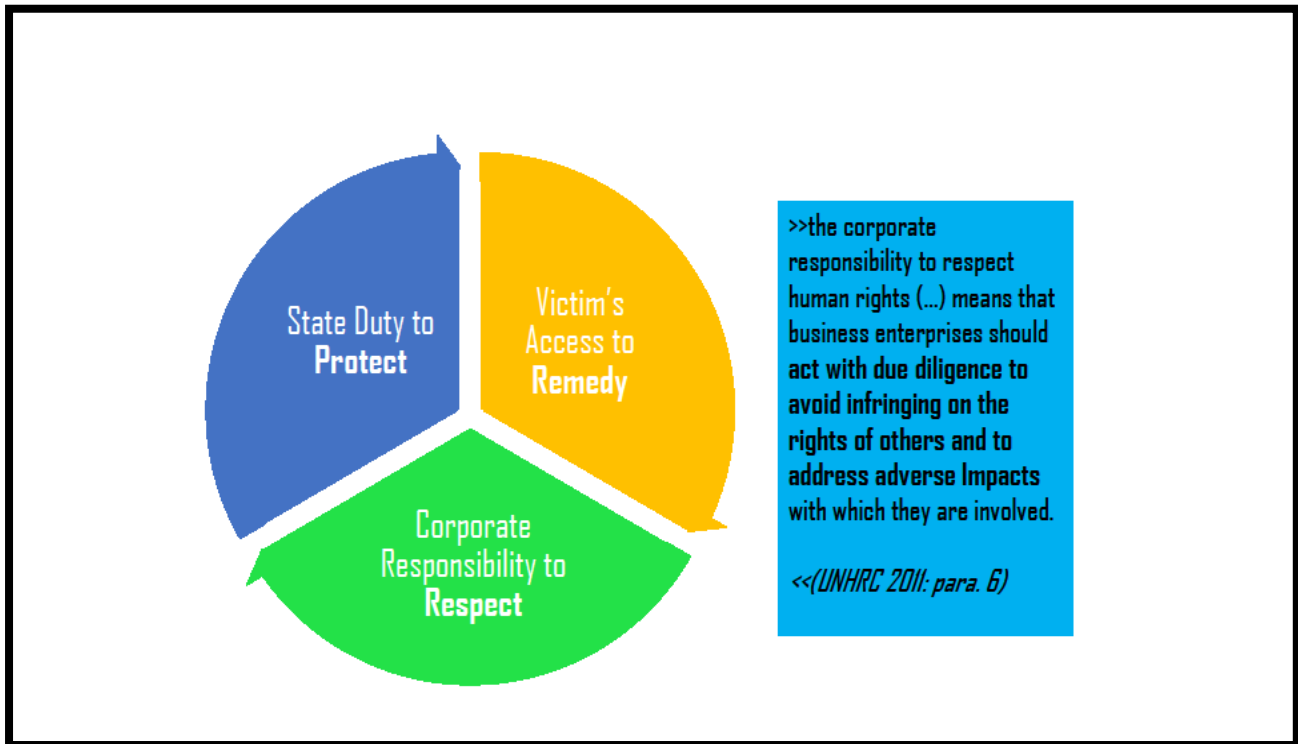 State Duty to
Protect
Victim's
Access to
Remedy
Corporate
Responsibility to
Respect
>>the corporate
responsibility to respect
human rights (...) means that
business enterprises should
act with due diligence to
avoid infringing on the
rights of others and to
address adverse Impacts
with which they are involved.
<<(UNHRC 2011: para. 6)